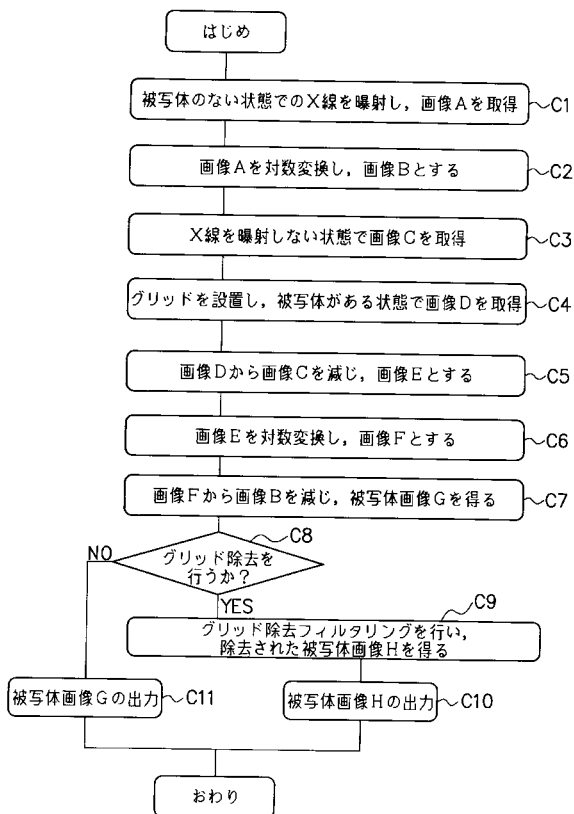 はじめ
被写体のない状態でのX線を曝射し,画像Aを取得
C1
画像Aを対数変換し,画像Bとする
C2
X線を曝射しない状態で画像Cを取得
C3
グリッドを設置し,被写体がある状態で画像Dを取得
C4
画像Dから画像Cを減じ,画像Eとする
C5
画像Eを対数変換し,画像Fとする
C6
画像Fから画像Bを減じ,被写体画像Gを得る
C7
C8
NO
グリッド除去を
行うか?
YES
C9
グリッド除去フィルタリングを行い,
除去された被写体画像Hを得る
被写体画像Gの出力
C11
被写体画像Hの出力
C10
おわり